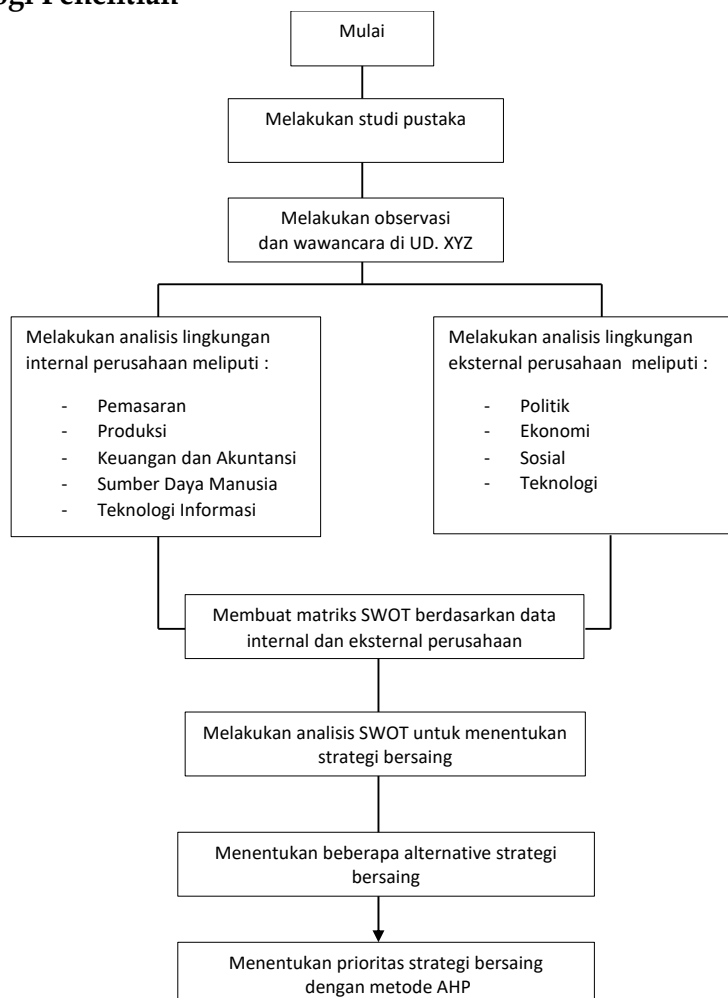 Penelitian
Mulai
Melakukan studi pustaka
Melakukan observasi
dan wawancara di UD. XYZ
Melakukan analisis lingkungan
internal perusahaan meliputi :
- Pemasaran
- Produksi
- Keuangan dan Akuntansi
- Sumber Daya Manusia
- Teknologi Informasi
Melakukan analisis lingkungan
eksternal perusahaan meliputi :
- Politik
- Ekonomi
- Sosial
- Teknologi
Membuat matriks SWOT berdasarkan data
internal dan eksternal perusahaan
Melakukan analisis SWOT untuk menentukan
strategi bersaing
Menentukan beberapa alternative strategi
bersaing
Menentukan prioritas strategi bersaing
dengan metode AHP